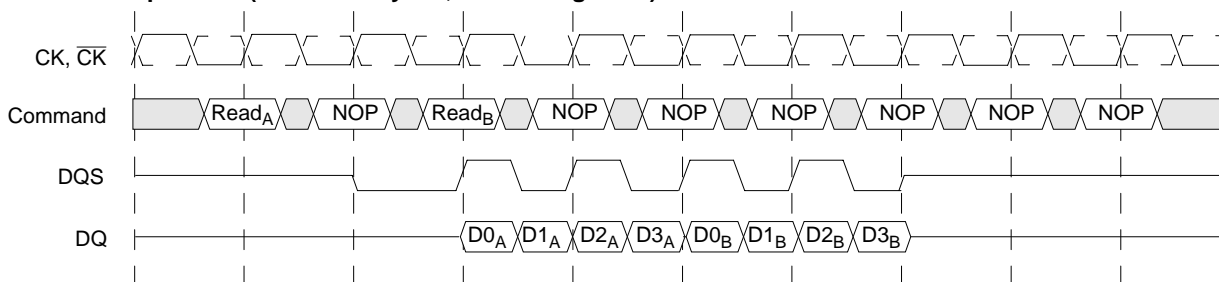 CK, CK
Command Read_A NOP Read_B NOP NOP NOP NOP NOP NOP
DQS
DQ D0_A D1_A D2_A D3_A D0_B D1_B D2_B D3_B